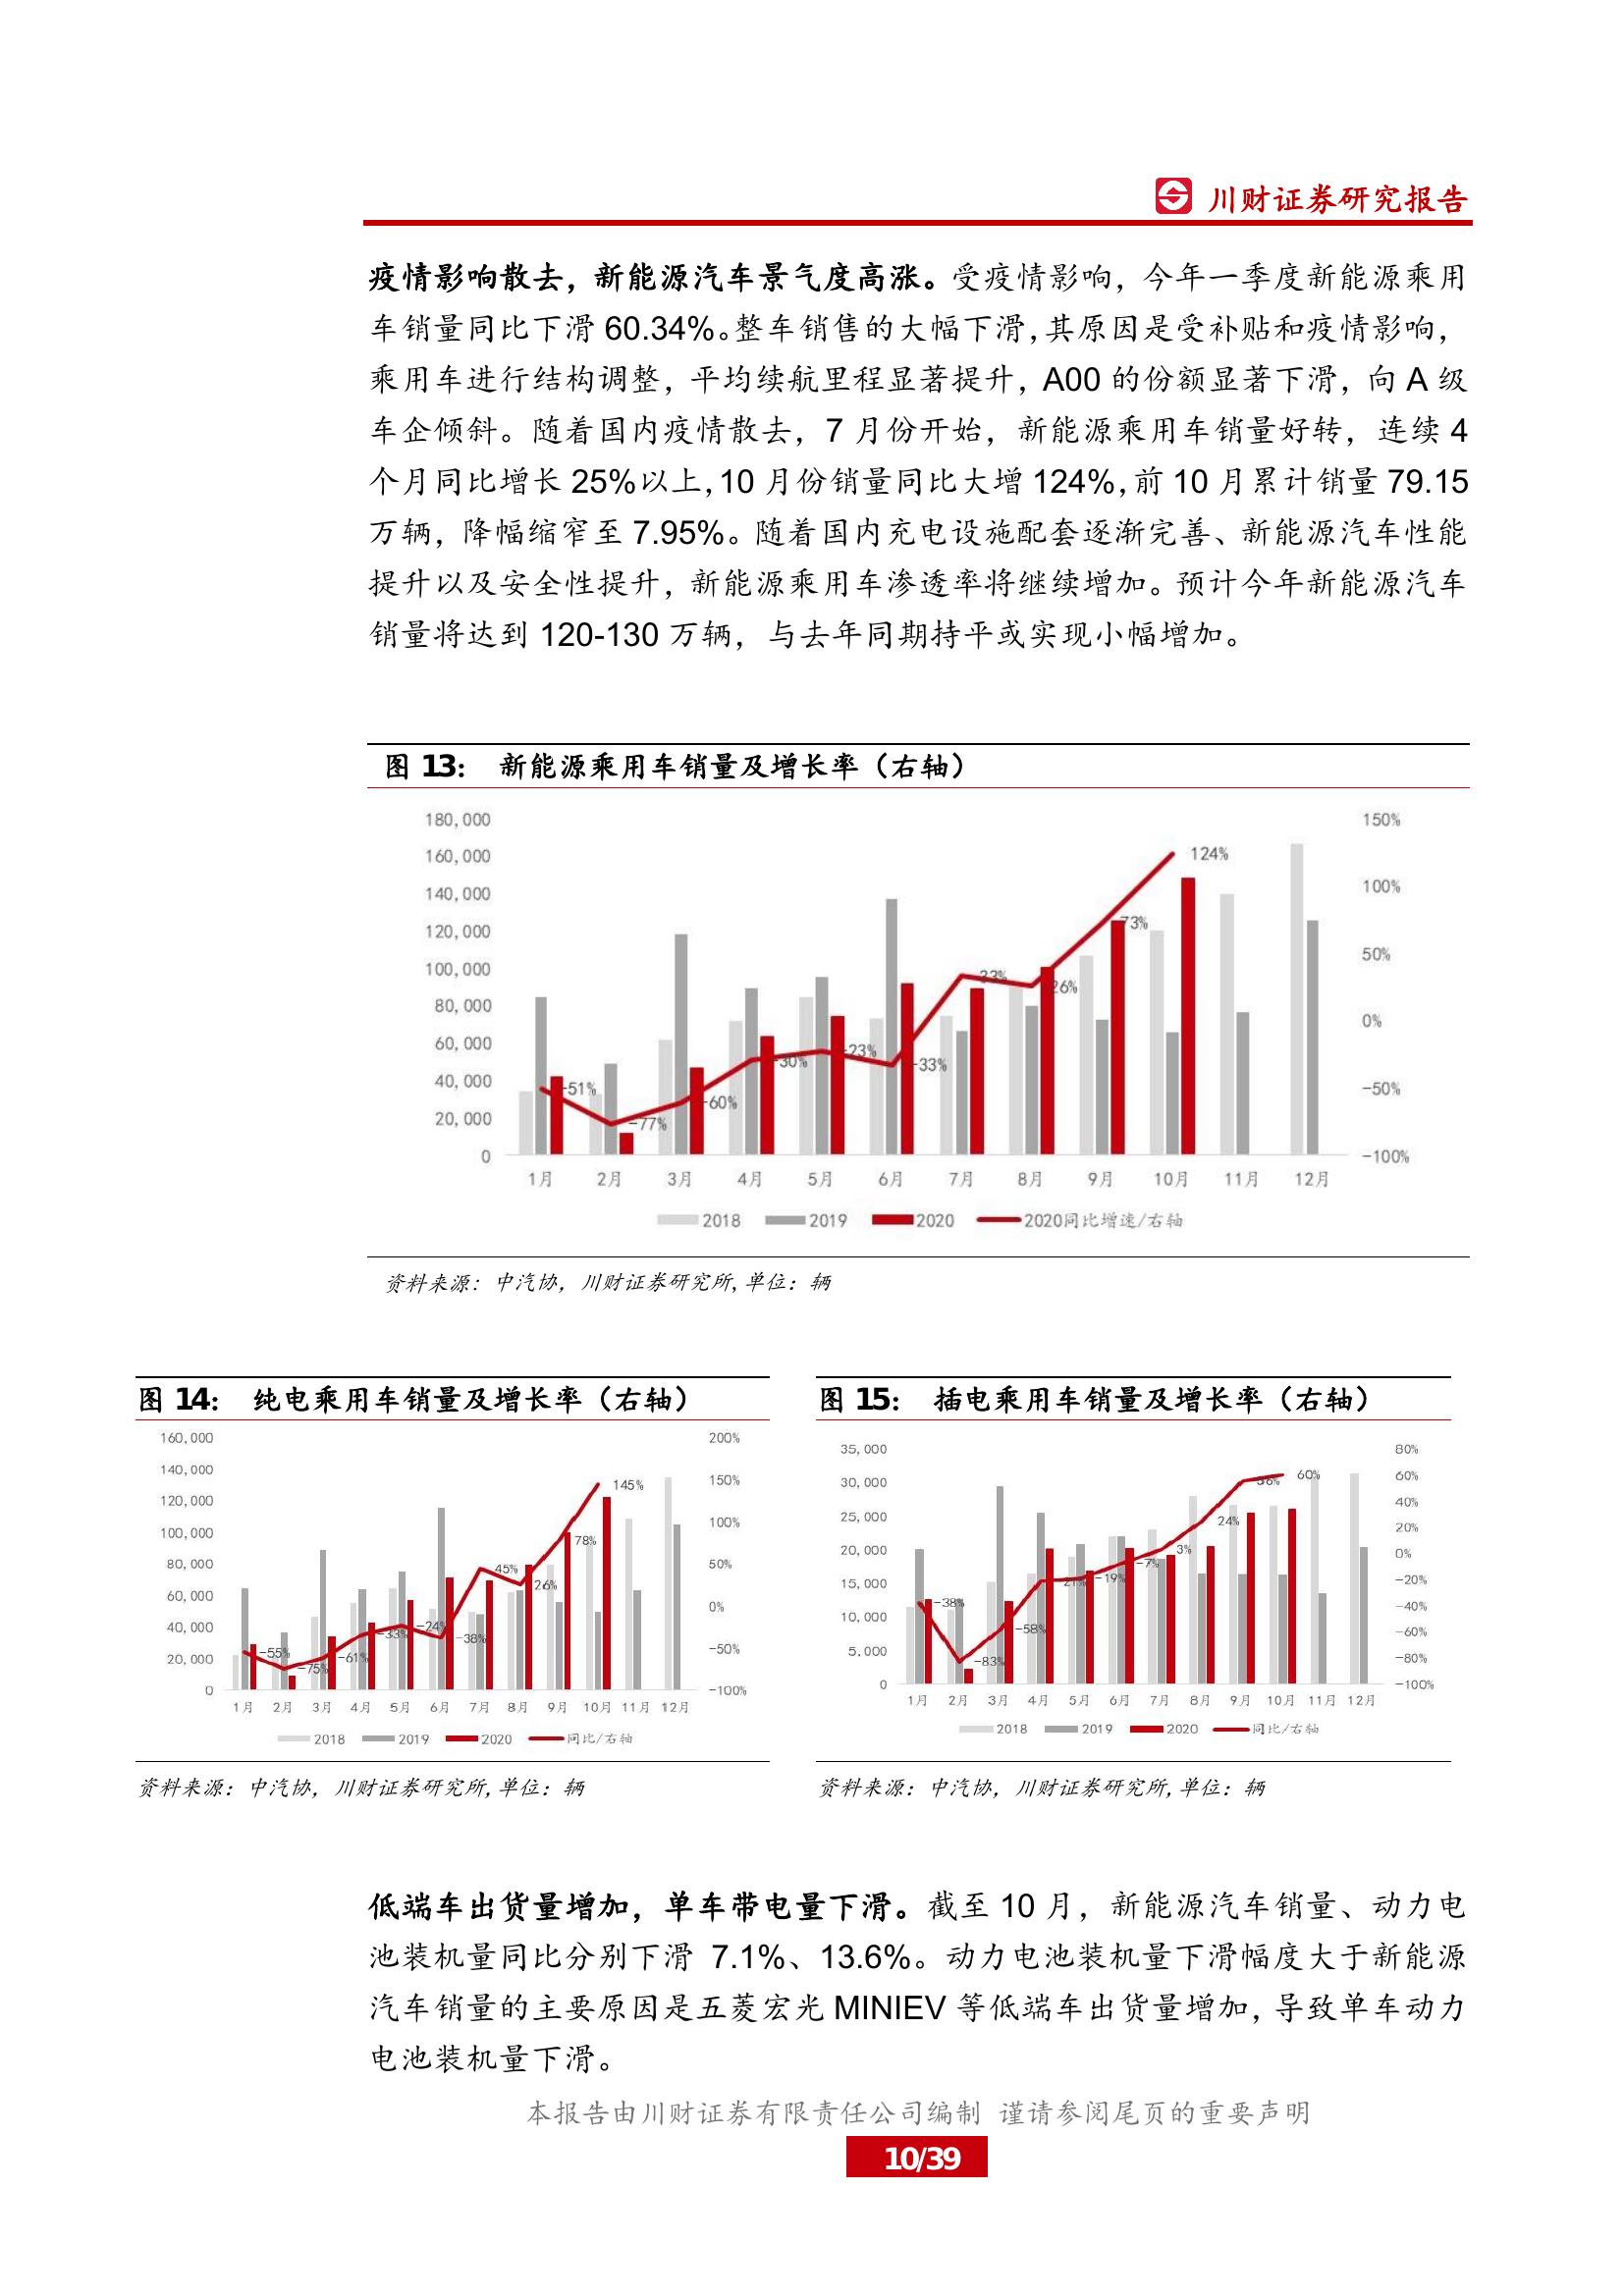 川财证券研究报告
疫情影响散去，新能源汽车景气度高涨。受疫情影响，今年一季度新能源乘用
车销量同比下滑 60.34%。整车销售的大幅下滑，其原因是受补贴和疫情影响，
乘用车进行结构调整，平均续航里程显著提升，A00 的份额显著下滑，向 A 级
车企倾斜。随着国内疫情散去，7 月份开始，新能源乘用车销量好转，连续 4
个月同比增长 25%以上，10 月份销量同比大增 124%，前 10 月累计销量 79.15
万辆，降幅缩窄至 7.95%。随着国内充电设施配套逐渐完善、新能源汽车性能
提升以及安全性提升，新能源乘用车渗透率将继续增加。预计今年新能源汽车
销量将达到 120-130 万辆，与去年同期持平或实现小幅增加。
图 13： 新能源乘用车销量及增长率（右轴）
180,000 150%
160,000 124%
140,000 100%
120,000 73%
100,000 50%
33%
80,000 26%
60,000 0%
-30% -23% -33%
40,000 -51% -50%
-60%
20,000 -77%
0 -100%
1月 2月 3月 4月 5月 6月 7月 8月 9月 10月 11月 12月
2018 2019 2020 2020同比增速/右轴
资料来源：中汽协，川财证券研究所,单位：辆
图 14： 纯电乘用车销量及增长率（右轴）
160,000 200%
140,000 150%
145%
120,000 100%
100,000
78%
80,000 50%
45% 26%
60,000 0%
40,000
-33% -24% -38%
20,000 -50%
-55% -75% -61%
0 -100%
1月 2月 3月 4月 5月 6月 7月 8月 9月 10月 11月 12月
2018 2019 2020 同比/右轴
资料来源：中汽协，川财证券研究所,单位：辆
图 15： 插电乘用车销量及增长率（右轴）
35,000 80%
30,000 60%
56% 60%
25,000 40%
24% 20%
20,000 0%
-7% 3%
15,000 -20%
21% -19%
10,000 -40%
-38% -58%
5,000 -60%
-83% -80%
0 -100%
1月 2月 3月 4月 5月 6月 7月 8月 9月 10月 11月 12月
2018 2019 2020 同比/右轴
资料来源：中汽协，川财证券研究所,单位：辆
低端车出货量增加，单车带电量下滑。截至 10 月，新能源汽车销量、动力电
池装机量同比分别下滑 7.1%、13.6%。动力电池装机量下滑幅度大于新能源
汽车销量的主要原因是五菱宏光 MINIEV 等低端车出货量增加，导致单车动力
电池装机量下滑。
本报告由川财证券有限责任公司编制 谨请参阅尾页的重要声明
10/39